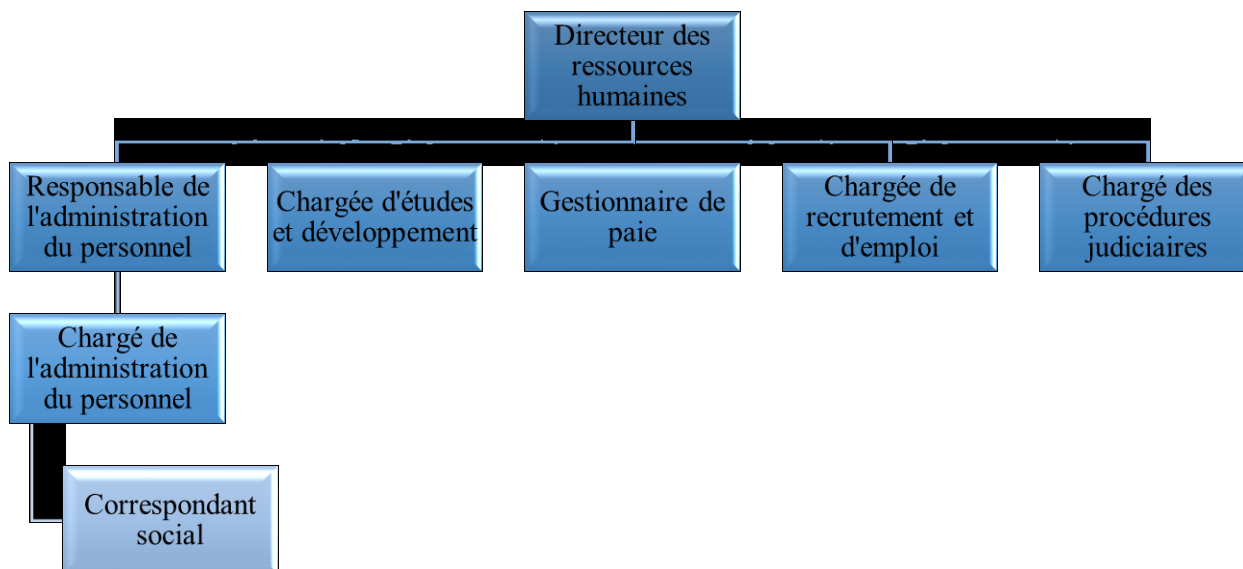 Directeur des
ressources
humaines
Responsable de
l'administration
du personnel
Chargée d'études
et développement
Gestionnaire de
paie
Chargée de
recrutement et
d'emploi
Chargé des
procédures
judiciaires
Chargé de
l'administration
du personnel
Correspondant
social